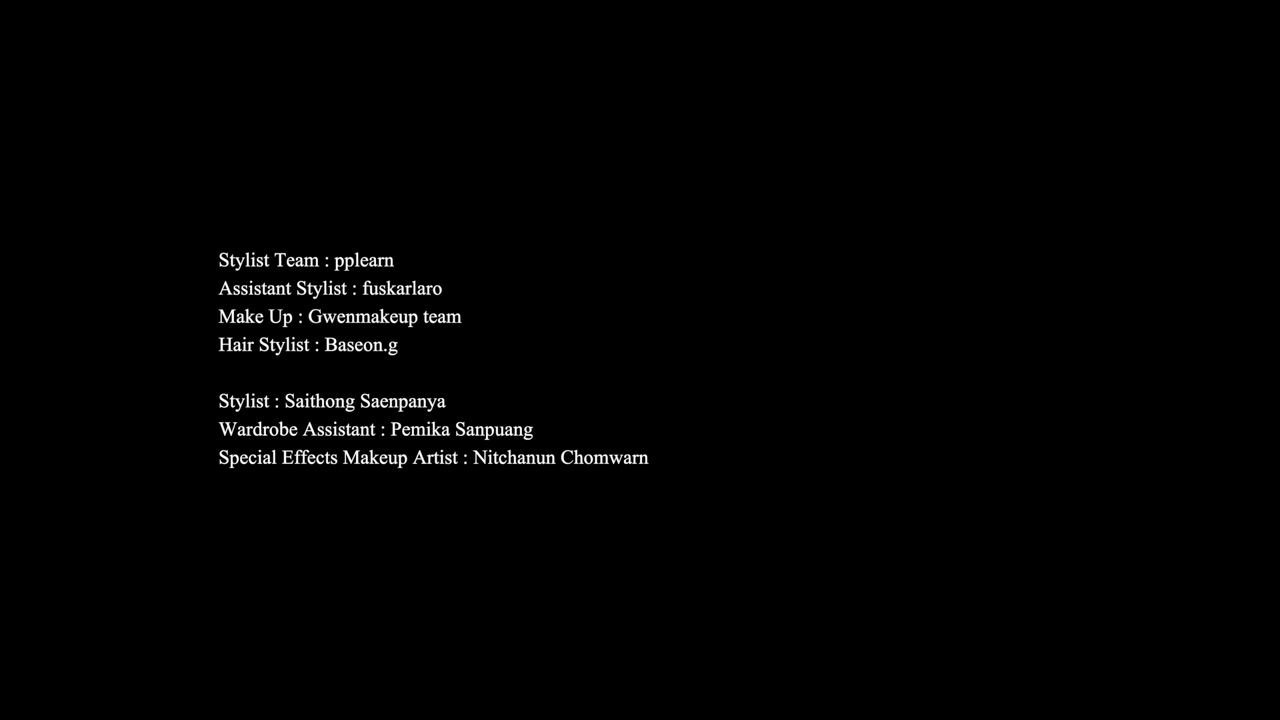 Stylist Team : pplearn
Assistant Stylist : fuskarlaro
Make Up : Gwenmakeup team
Hair Stylist : Baseon.g
Stylist : Saithong Saenpanya
Wardrobe Assistant : Pemika Sanpuang
Special Effects Makeup Artist : Nitchanun Chomwarn